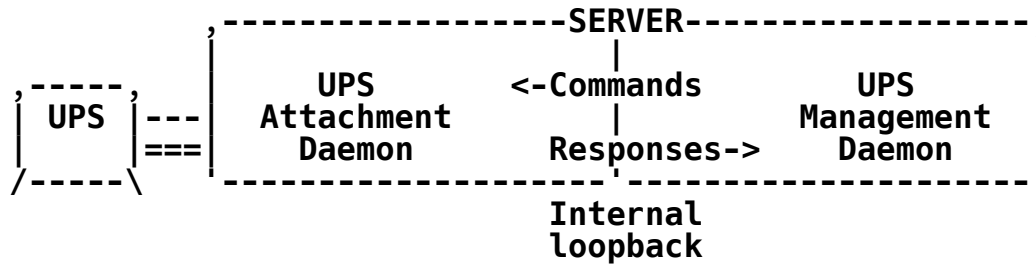 SERVER
UPS <-Commands UPS
UPS Attachment Management
Daemon Responses-> Daemon
Internal
loopback